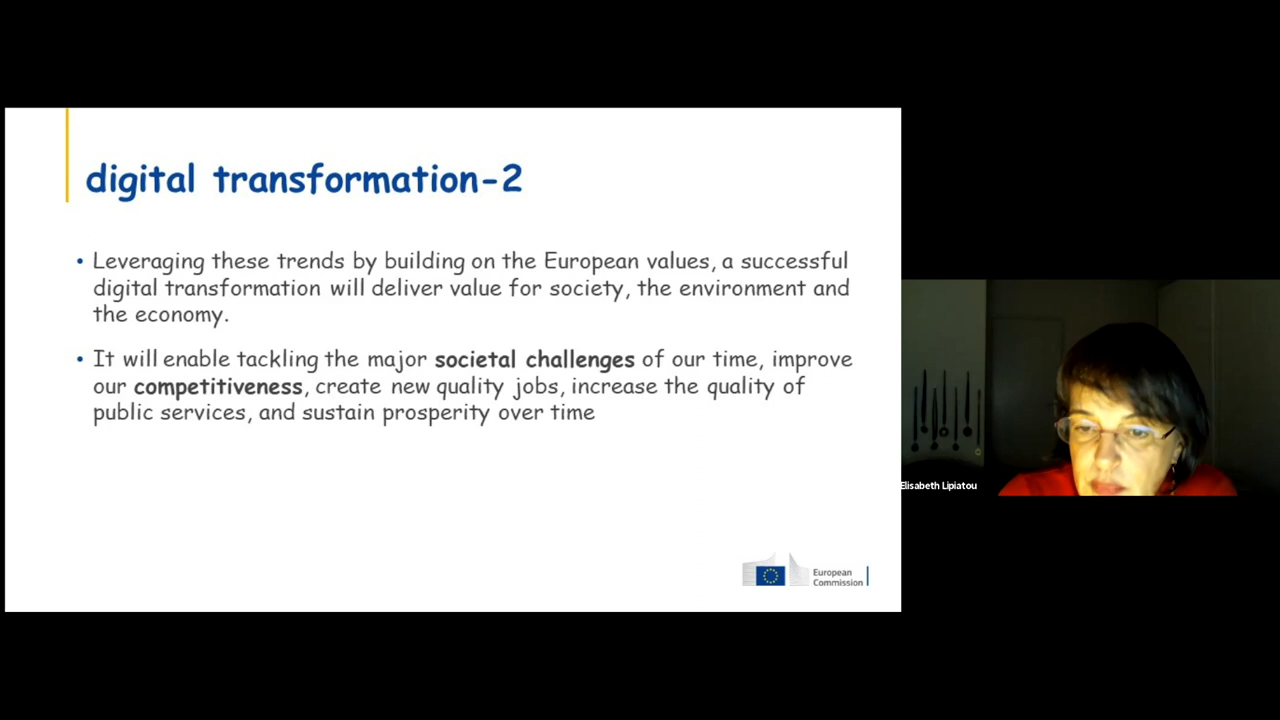 digital transformation-2
• Leveraging these trends by building on the European values, a successful
digital transformation will deliver value for society, the environment and
the economy.
• It will enable tackling the major societal challenges of our time, improve
our competitiveness, create new quality jobs, increase the quality of
public services, and sustain prosperity over time
European
Commission
Elisabeth Lipiatou